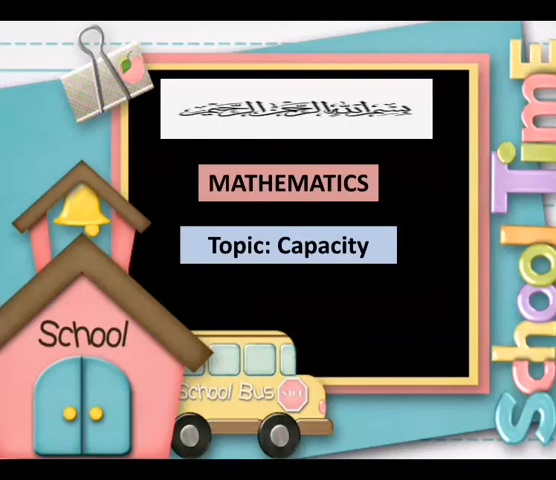 بسم الله الرحمن الرحيم
MATHEMATICS
Topic: Capacity
School
School Bus
STOP
School Time